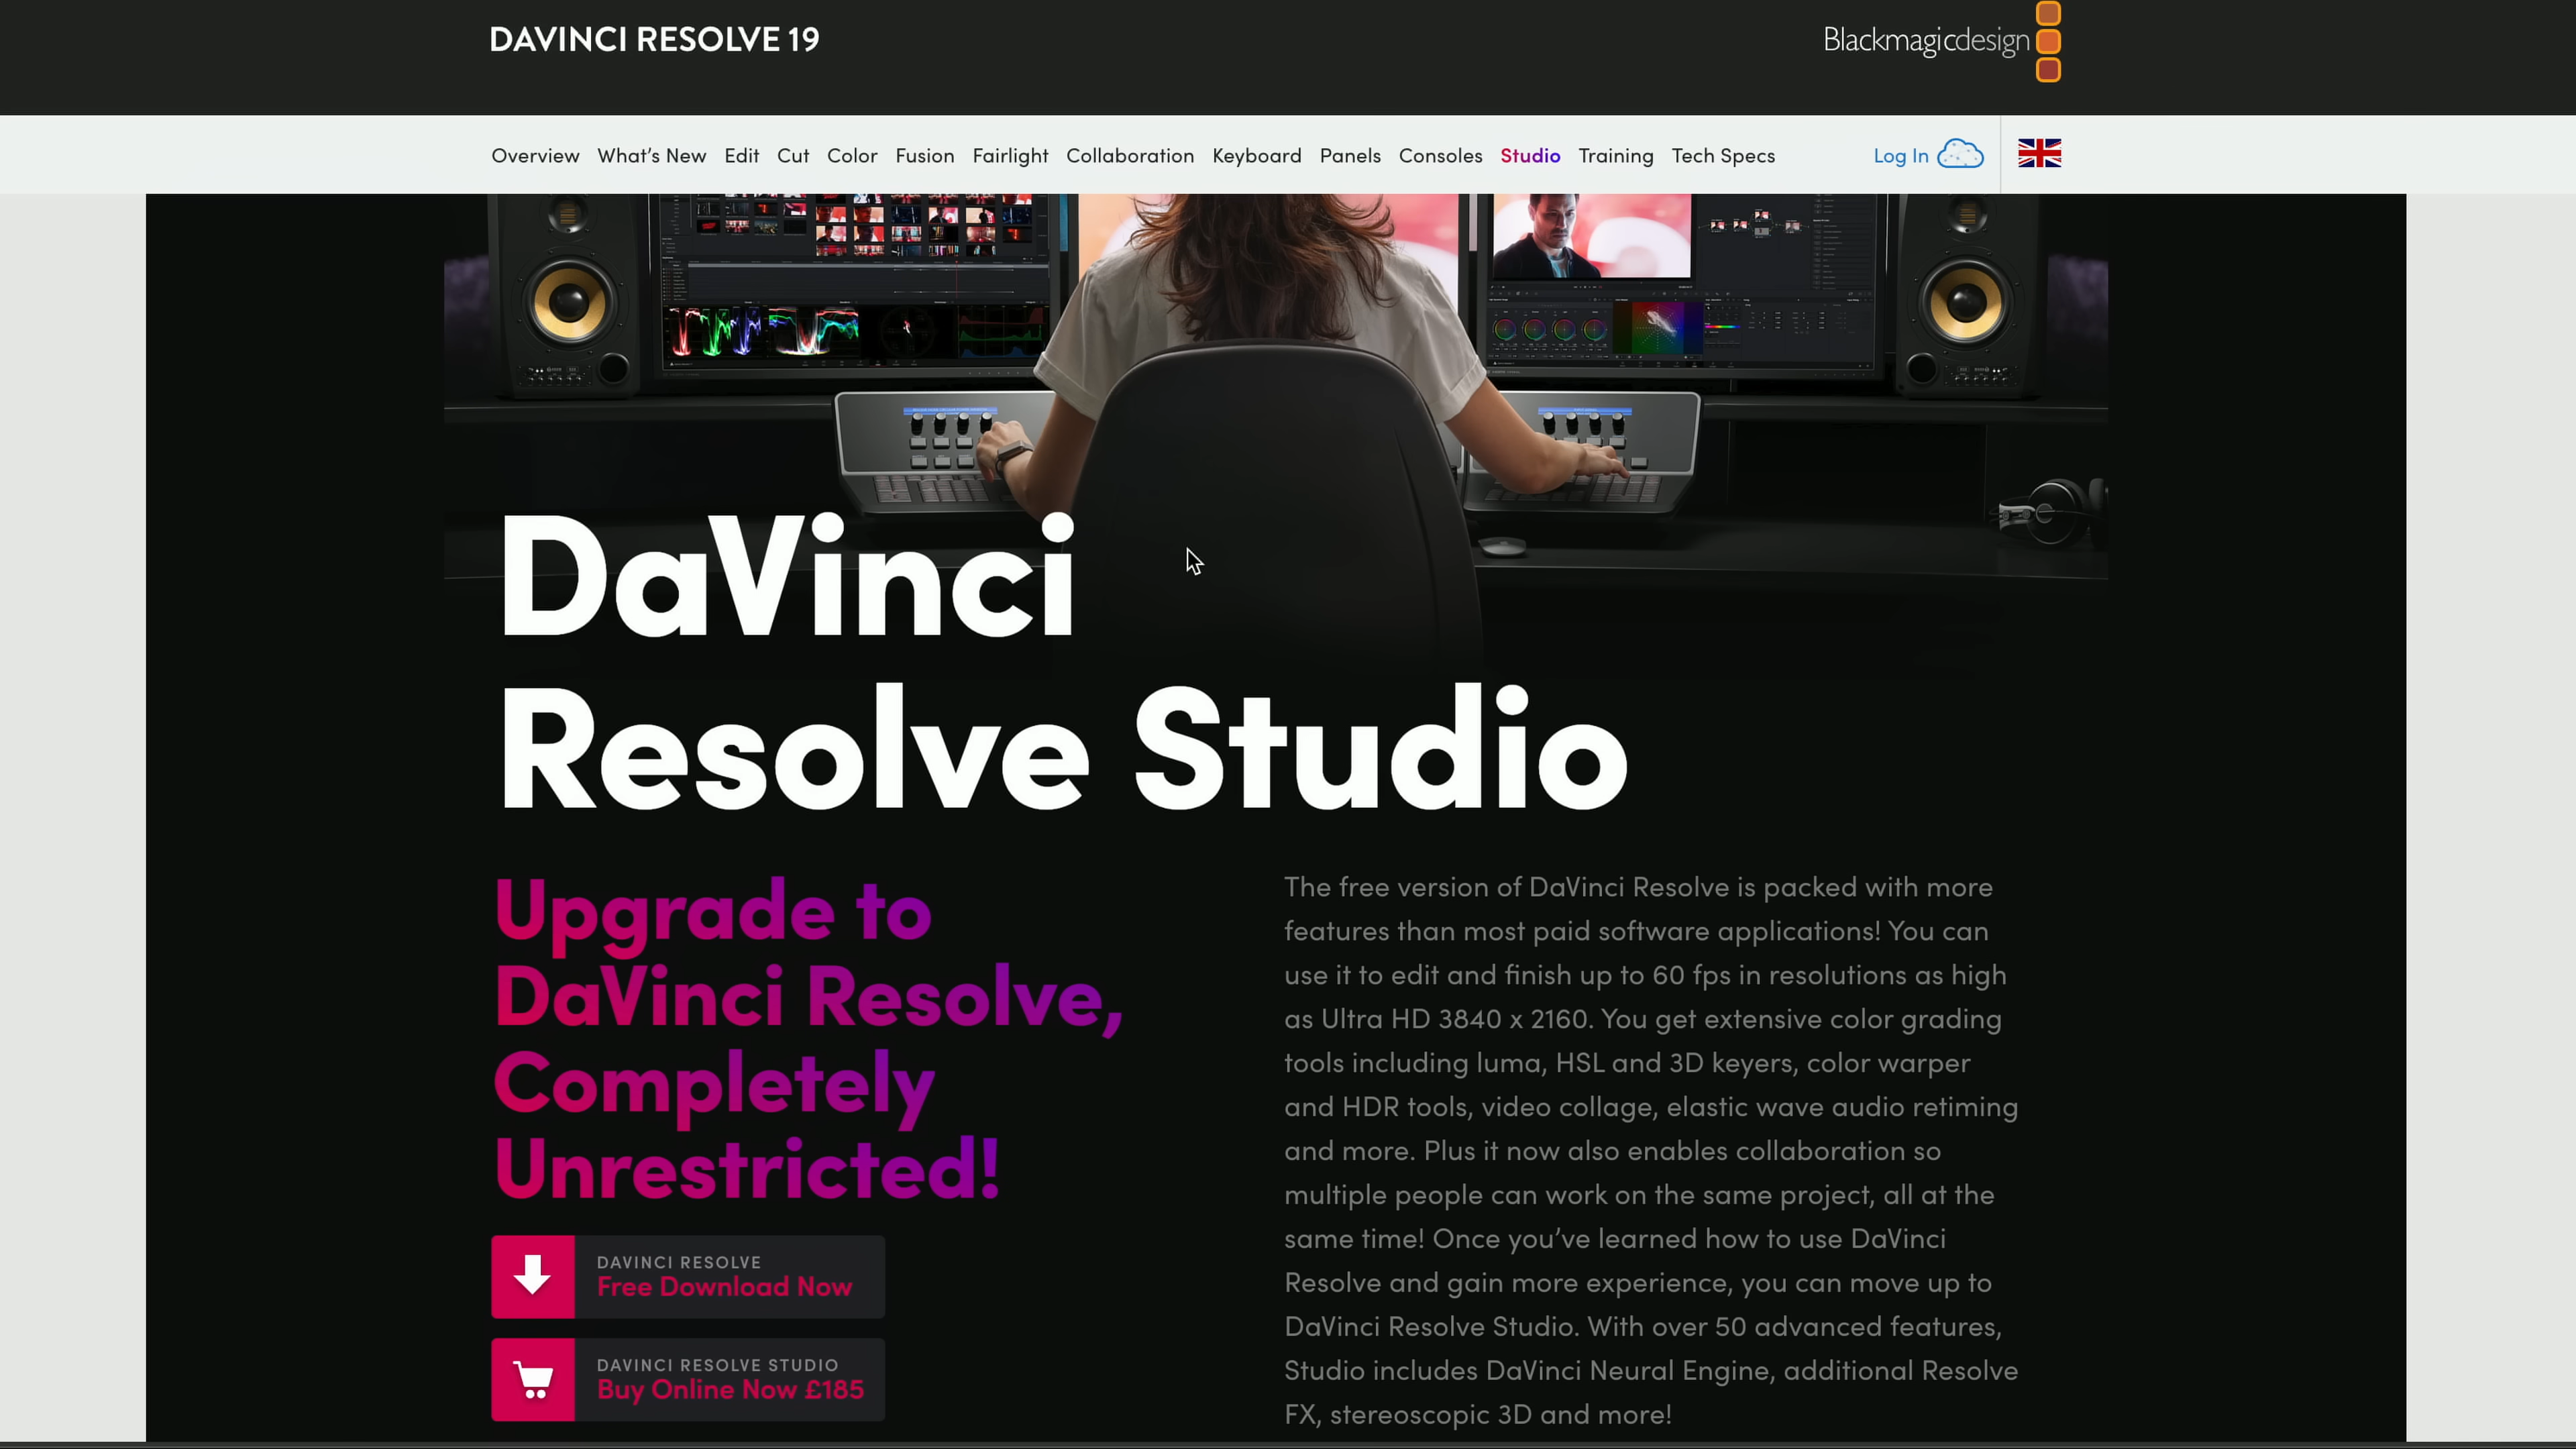 DAVINCI RESOLVE 19
Blackmagicdesign
Overview What's New Edit Cut Color Fusion Fairlight Collaboration Keyboard Panels Consoles Studio Training Tech Specs Log In
DaVinci
Resolve Studio
Upgrade to
DaVinci Resolve,
Completely
Unrestricted!
DAVINCI RESOLVE
Free Download Now
DAVINCI RESOLVE STUDIO
Buy Online Now £185
The free version of DaVinci Resolve is packed with more
features than most paid software applications! You can
use it to edit and finish up to 60 fps in resolutions as high
as Ultra HD 3840 x 2160. You get extensive color grading
tools including luma, HSL and 3D keyers, color warper
and HDR tools, video collage, elastic wave audio retiming
and more. Plus it now also enables collaboration so
multiple people can work on the same project, all at the
same time! Once you've learned how to use DaVinci
Resolve and gain more experience, you can move up to
DaVinci Resolve Studio. With over 50 advanced features,
Studio includes DaVinci Neural Engine, additional Resolve
FX, stereoscopic 3D and more!